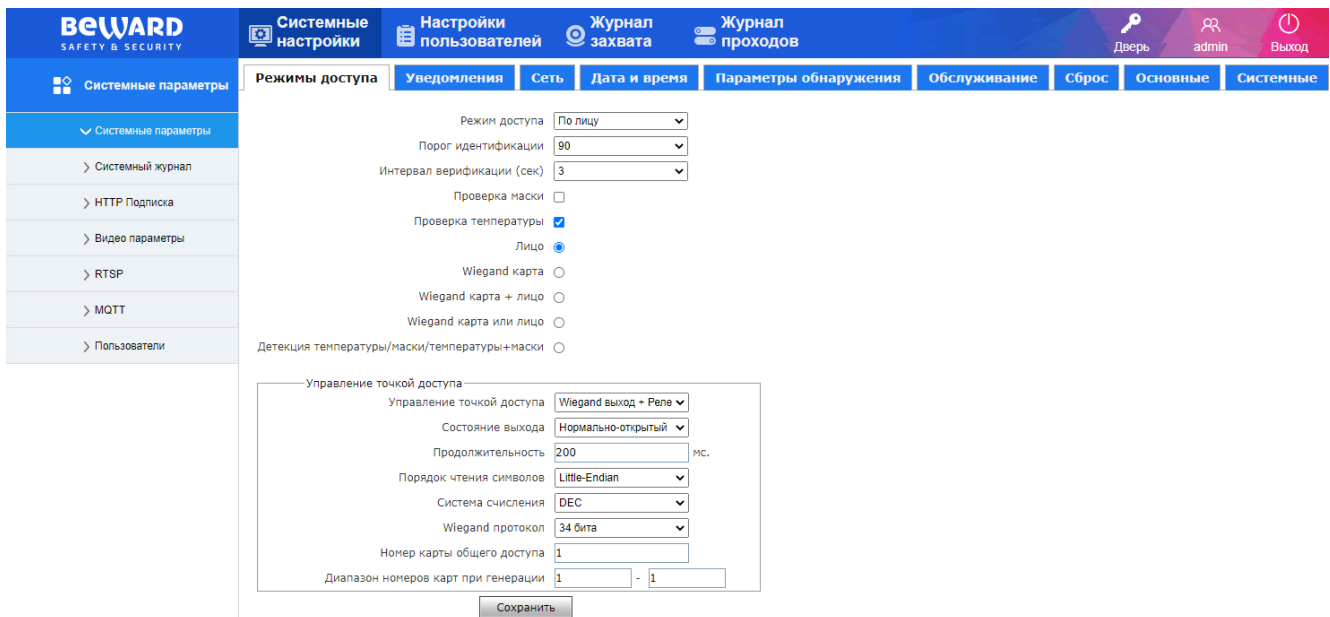 BEWARD
SAFETY & SECURITY
Системные настройки
Настройки пользователей
Журнал захвата
Журнал проходов
Дверь
admin
Выход
Системные параметры
Системные параметры
Системный журнал
HTTP Подписка
Видео параметры
RTSP
MQTT
Пользователи
Режимы доступа
Уведомления
Сеть
Дата и время
Параметры обнаружения
Обслуживание
Сброс
Основные
Системные
Режим доступа По лицу
Порог идентификации 90
Интервал верификации (сек) 3
Проверка маски
Проверка температуры
Лицо
Wiegand карта
Wiegand карта + лицо
Wiegand карта или лицо
Детекция температуры/маски/температуры+маски
Управление точкой доступа
Управление точкой доступа Wiegand выход + Реле
Состояние выхода Нормально-открытый
Продолжительность 200 мс.
Порядок чтения символов Little-Endian
Система счисления DEC
Wiegand протокол 34 бита
Номер карты общего доступа 1
Диапазон номеров карт при генерации 1 - 1
Сохранить